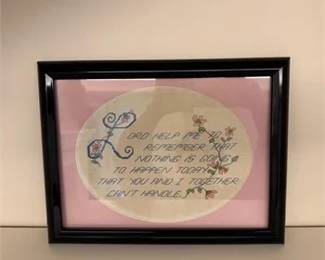 LORD HELP ME TO
REMEMBER THAT
NOTHING IS GOING
TO HAPPEN TODAY
THAT YOU AND I TOGETHER
CAN'T HANDLE.